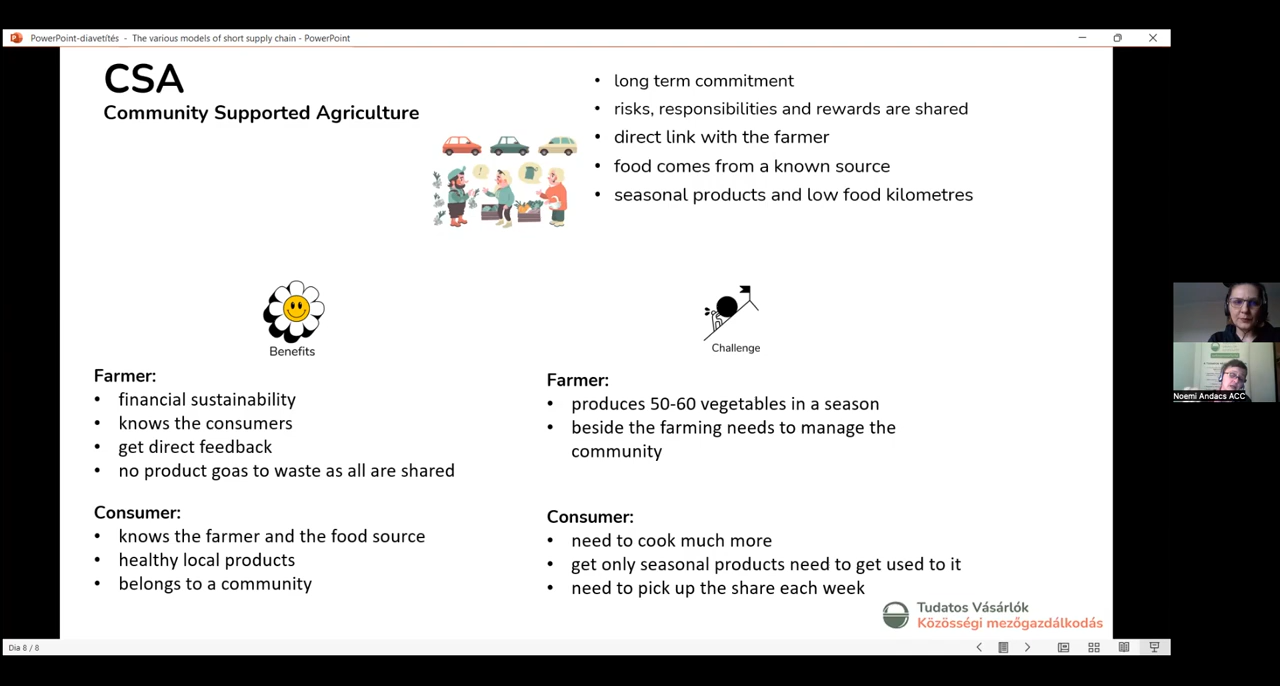 PowerPoint-diavetítés - The various models of short supply chain - PowerPoint
CSA
Community Supported Agriculture
• long term commitment
• risks, responsibilities and rewards are shared
• direct link with the farmer
• food comes from a known source
• seasonal products and low food kilometres
Benefits
Farmer:
• financial sustainability
• knows the consumers
• get direct feedback
• no product goas to waste as all are shared
Consumer:
• knows the farmer and the food source
• healthy local products
• belongs to a community
Challenge
Farmer:
• produces 50-60 vegetables in a season
• beside the farming needs to manage the
community
Consumer:
• need to cook much more
• get only seasonal products need to get used to it
• need to pick up the share each week
Tudatos Vásárlók
Közösségi mezőgazdálkodás
Noemi Andacs ACC
Dia 8 / 8